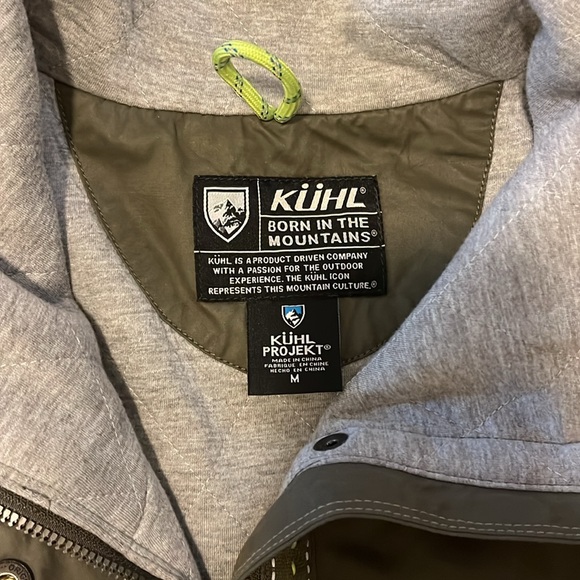 KÜHL®
BORN IN THE
MOUNTAINS®
KÜHL IS A PRODUCT DRIVEN COMPANY
WITH A PASSION FOR THE OUTDOOR
EXPERIENCE. THE KÜHL ICON
REPRESENTS THIS MOUNTAIN CULTURE.®
KÜHL
PROJEKT®
MADE IN CHINA
FABRIQUE EN CHINE
HECHO EN CHINA
M